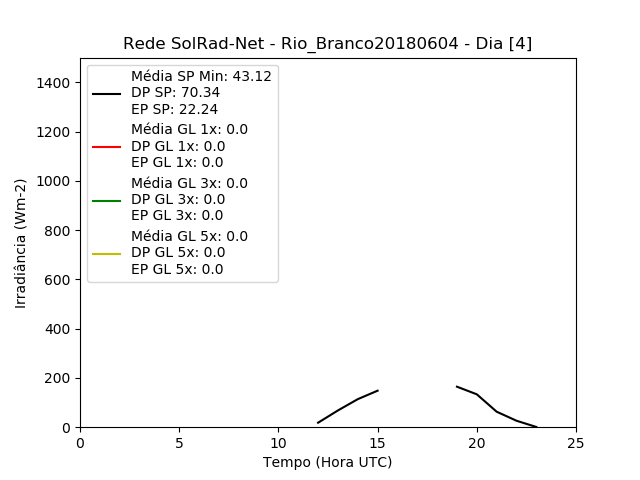 Rede SolRad-Net - Rio_Branco20180604 - Dia [4]
Média SP Min: 43.12
DP SP: 70.34
EP SP: 22.24
Média GL 1x: 0.0
DP GL 1x: 0.0
EP GL 1x: 0.0
Média GL 3x: 0.0
DP GL 3x: 0.0
EP GL 3x: 0.0
Média GL 5x: 0.0
DP GL 5x: 0.0
EP GL 5x: 0.0
Irradiância (Wm-2)
1400
1200
1000
800
600
400
200
0
0 5 10 15 20 25
Tempo (Hora UTC)